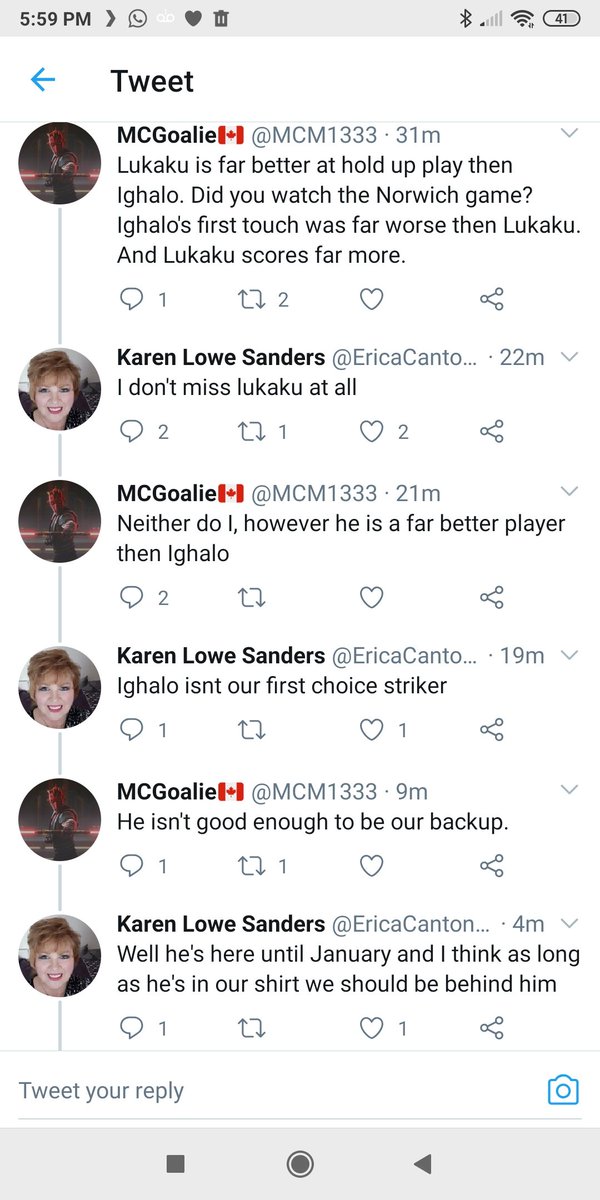 5:59 PM
41
Tweet
MCGoalie🇨🇦 @MCM1333 · 31m
Lukaku is far better at hold up play then
Ighalo. Did you watch the Norwich game?
Ighalo's first touch was far worse then Lukaku.
And Lukaku scores far more.
1 2
Karen Lowe Sanders @EricaCanto... · 22m
I don't miss lukaku at all
2 1 2
MCGoalie🇨🇦 @MCM1333 · 21m
Neither do I, however he is a far better player
then Ighalo
2
Karen Lowe Sanders @EricaCanto... · 19m
Ighalo isnt our first choice striker
1 1
MCGoalie🇨🇦 @MCM1333 · 9m
He isn't good enough to be our backup.
1 1
Karen Lowe Sanders @EricaCanton... · 4m
Well he's here until January and I think as long
as he's in our shirt we should be behind him
1 1
Tweet your reply